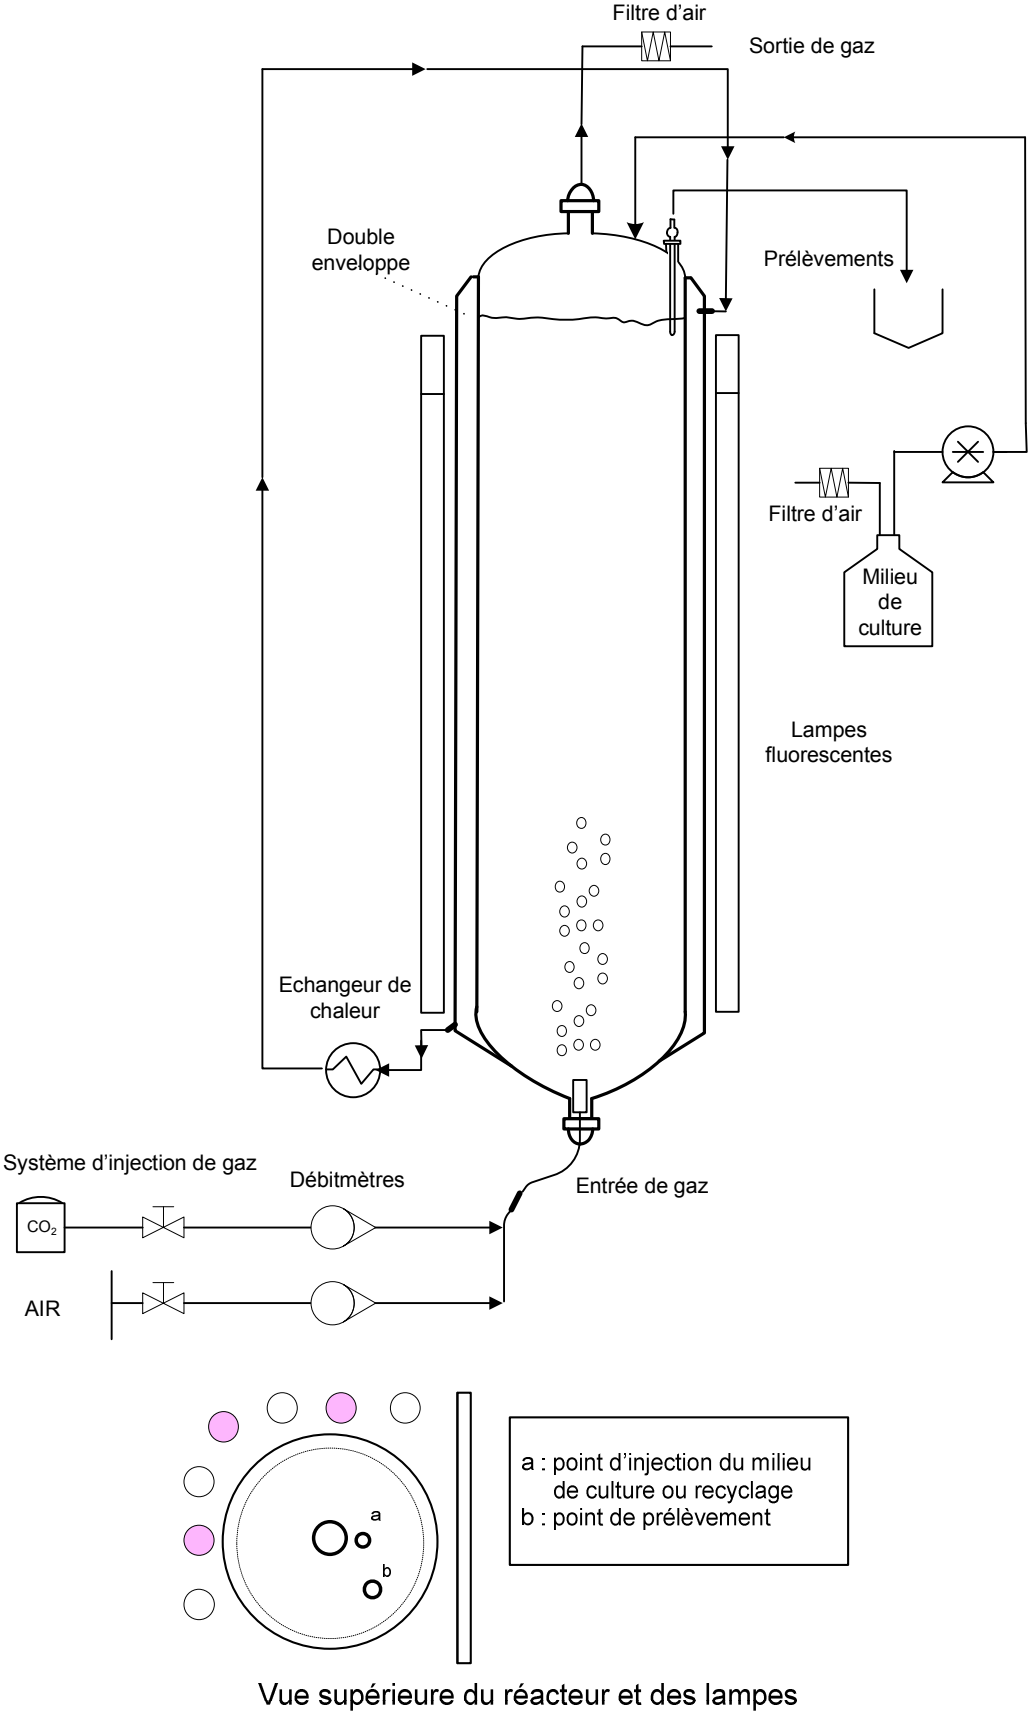 Filtre d'air
Sortie de gaz
Double
enveloppe
Prélèvements
Filtre d'air
Milieu
de
culture
Lampes
fluorescentes
Echangeur de
chaleur
Système d'injection de gaz
Débitmètres
Entrée de gaz
CO₂
AIR
a : point d'injection du milieu
de culture ou recyclage
b : point de prélèvement
a
b
Vue supérieure du réacteur et des lampes